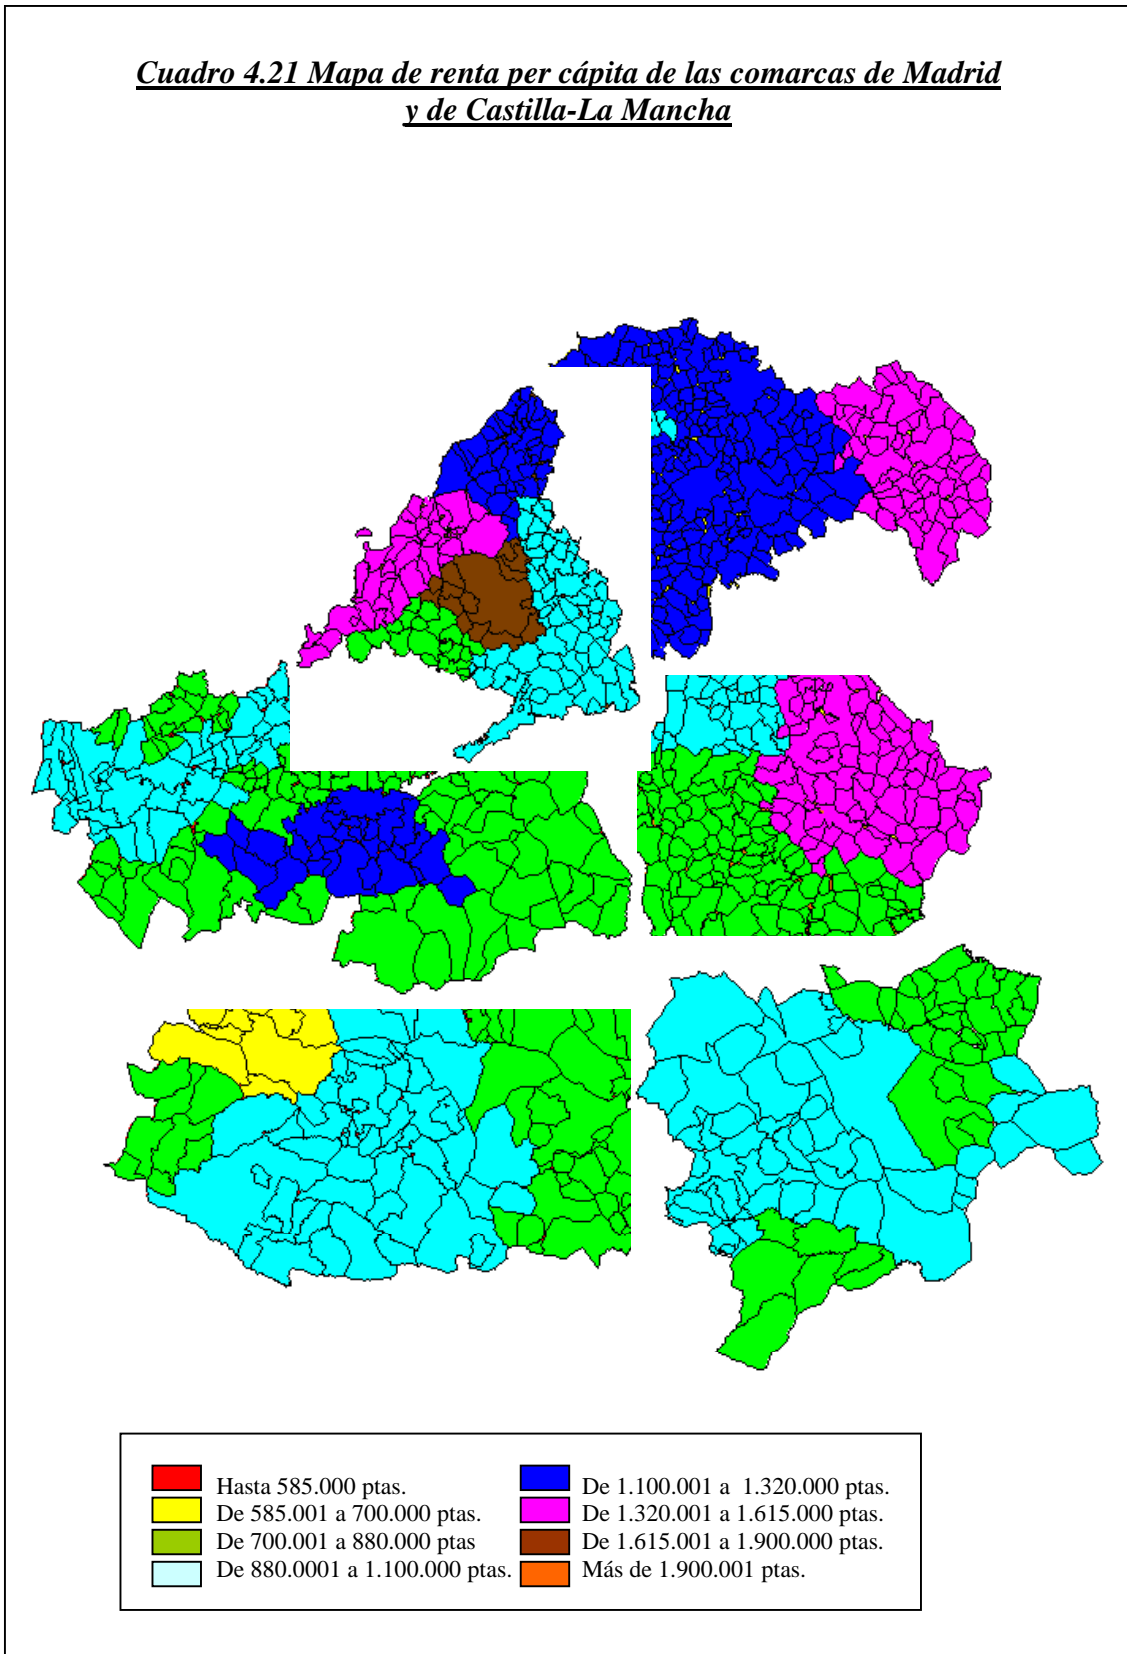 Cuadro 4.21 Mapa de renta per cápita de las comarcas de Madrid
y de Castilla-La Mancha
Hasta 585.000 ptas.
De 585.001 a 700.000 ptas.
De 700.001 a 880.000 ptas
De 880.0001 a 1.100.000 ptas.
De 1.100.001 a 1.320.000 ptas.
De 1.320.001 a 1.615.000 ptas.
De 1.615.001 a 1.900.000 ptas.
Más de 1.900.001 ptas.